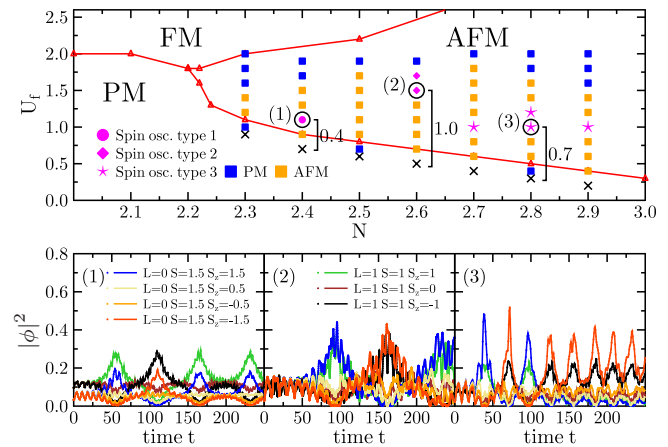 2.5
2.0
1.5
1.0
0.5
0.0
U_f
FM
AFM
PM
(1)
(2)
(3)
0.4
1.0
0.7
Spin osc. type 1
Spin osc. type 2
Spin osc. type 3
PM
AFM
2.1 2.2 2.3 2.4 2.5 2.6 2.7 2.8 2.9 3.0
N
0.8
0.6
0.4
0.2
0.0
|ϕ|²
(1)
L=0 S=1.5 S_z=1.5
L=0 S=1.5 S_z=0.5
L=0 S=1.5 S_z=-0.5
L=0 S=1.5 S_z=-1.5
(2)
L=1 S=1 S_z=1
L=1 S=1 S_z=0
L=1 S=1 S_z=-1
(3)
0 50 100 150 200 0 50 100 150 200 0 50 100 150 200
time t time t time t